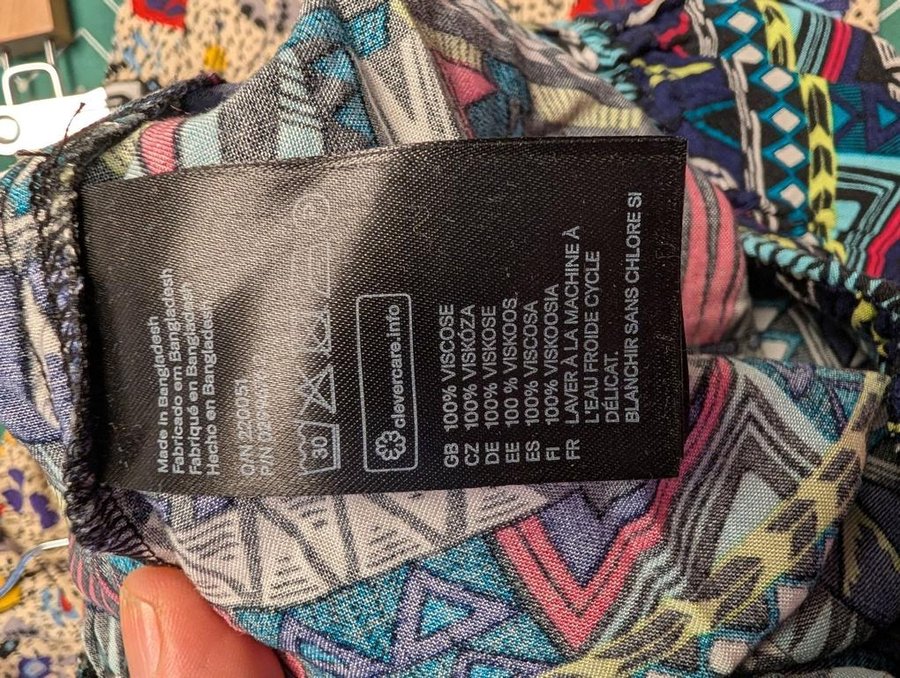 Made in Bangladesh
Fabricado em Bangladesh
Fabriqué en Bangladesh
Hecho en Bangladesh
O/N 220951
P/N
30
clevercare.info
GB 100% VISCOSE
CZ 100% VISKÓZA
DE 100% VISKOSE
EE 100 % VISKOOS
ES 100% VISCOSA
FI 100% VISKOOSIA
FR LAVER À LA MACHINE À
L'EAU FROIDE CYCLE
DÉLICAT.
BLANCHIR SANS CHLORE SI